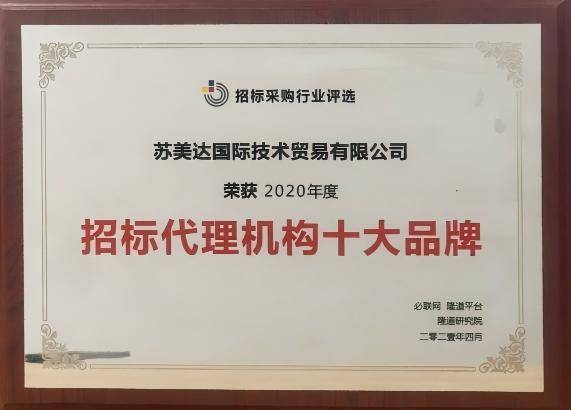 招标采购行业评选
苏美达国际技术贸易有限公司
荣获 2020年度
招标代理机构十大品牌
必联网 隆道平台
隆道研究院
二零二壹年四月